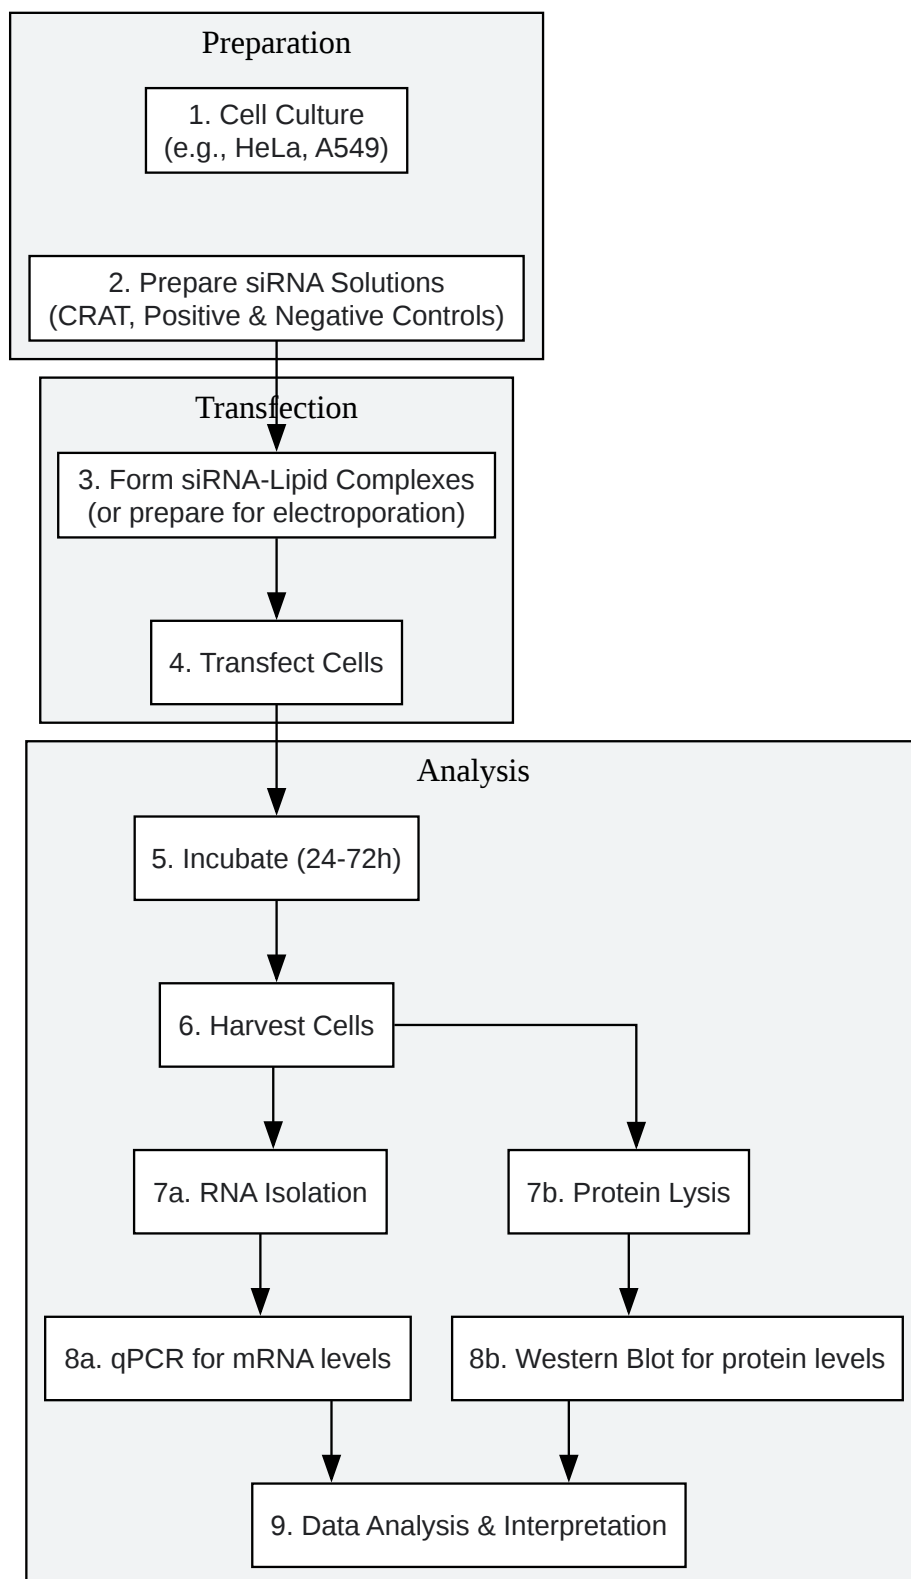 Preparation
1. Cell Culture
(e.g., HeLa, A549)
2. Prepare siRNA Solutions
(CRAT, Positive & Negative Controls)
Transfection
3. Form siRNA-Lipid Complexes
(or prepare for electroporation)
4. Transfect Cells
Analysis
5. Incubate (24-72h)
6. Harvest Cells
7a. RNA Isolation
7b. Protein Lysis
8a. qPCR for mRNA levels
8b. Western Blot for protein levels
9. Data Analysis & Interpretation